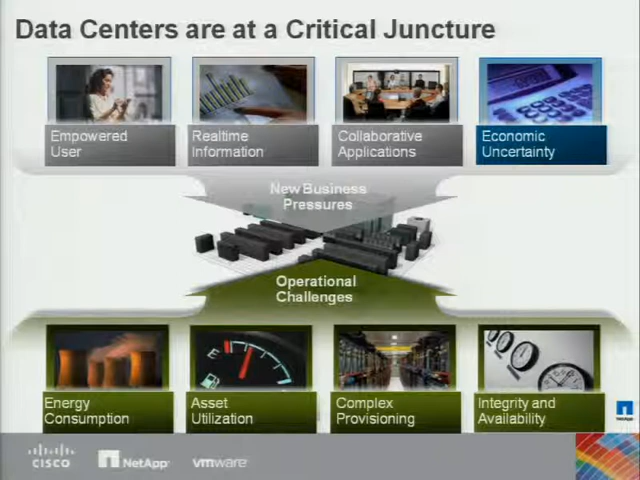 Data Centers are at a Critical Juncture
Empowered
User
Realtime
Information
Collaborative
Applications
Economic
Uncertainty
New Business
Pressures
Operational
Challenges
E
Energy
Consumption
Asset
Utilization
Complex
Provisioning
Integrity and
Availability
NetApp
CISCO
NetApp
vmware